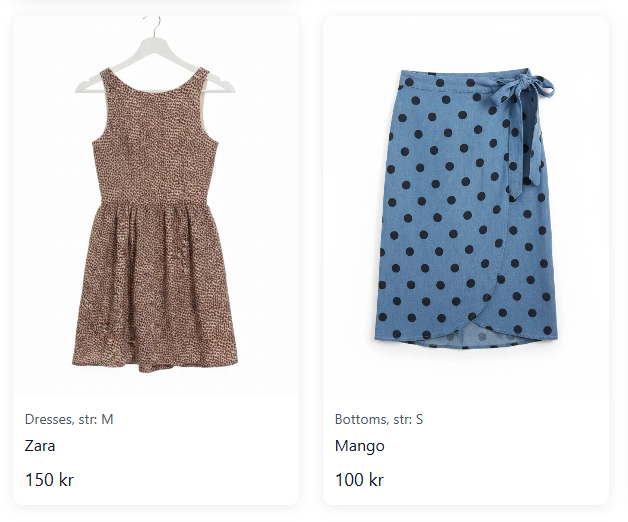 Dresses, str: M
Zara
150 kr
Bottoms, str: S
Mango
100 kr